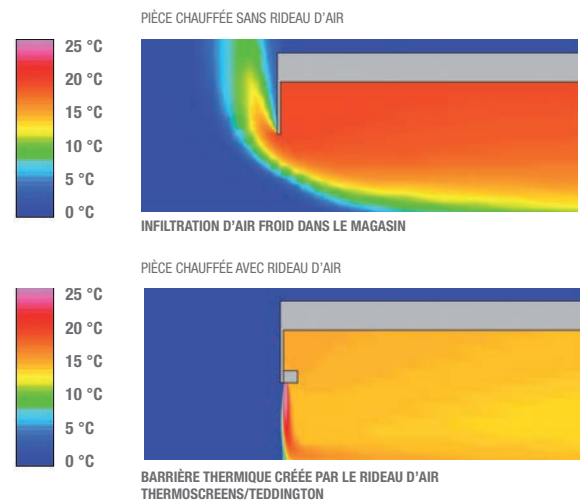 PIÈCE CHAUFFÉE SANS RIDEAU D'AIR
25 °C
20 °C
15 °C
10 °C
5 °C
0 °C
INFILTRATION D'AIR FROID DANS LE MAGASIN
PIÈCE CHAUFFÉE AVEC RIDEAU D'AIR
25 °C
20 °C
15 °C
10 °C
5 °C
0 °C
BARRIÈRE THERMIQUE CRÉÉE PAR LE RIDEAU D'AIR
THERMOSCREENS/TEDDINGTON